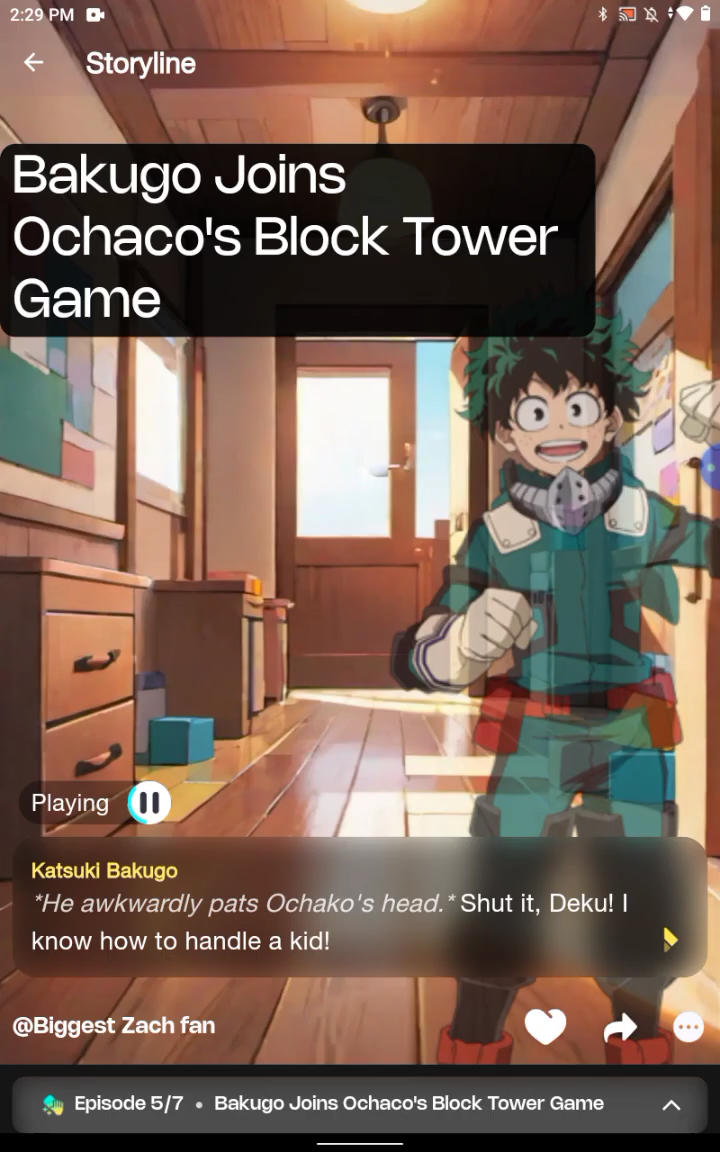 2:29 PM
Storyline
Bakugo Joins
Ochaco's Block Tower
Game
Playing
Katsuki Bakugo
*He awkwardly pats Ochako's head.* Shut it, Deku! I
know how to handle a kid!
@Biggest Zach fan
Episode 5/7 • Bakugo Joins Ochaco's Block Tower Game